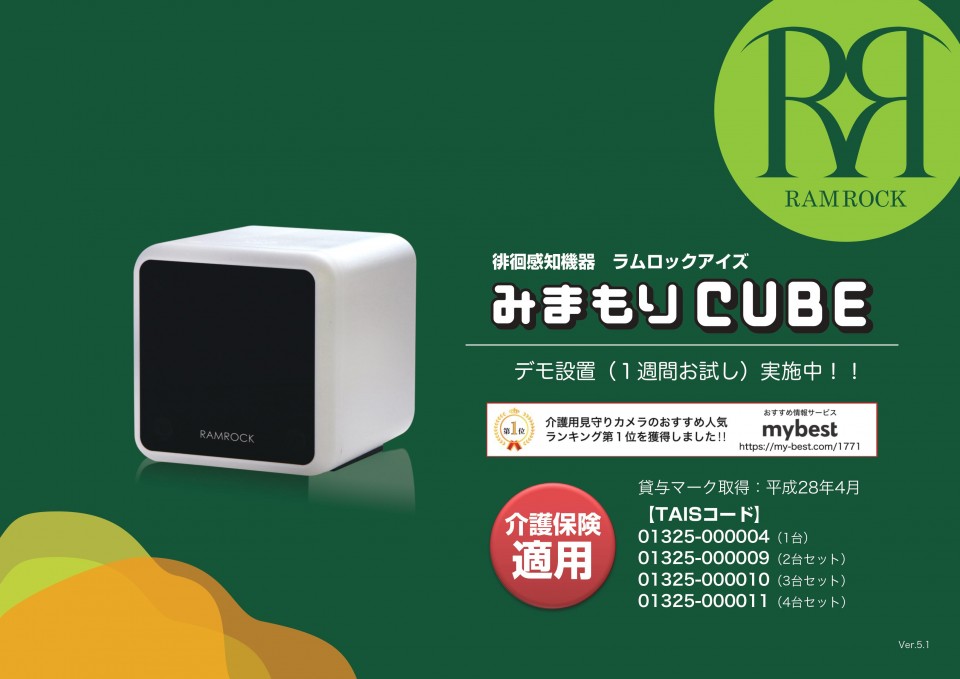 RAMROCK
徘徊感知機器　ラムロックアイズ
みまもりCUBE
デモ設置（１週間お試し）実施中！！
第1位
介護用見守りカメラのおすすめ人気
ランキング第１位を獲得しました!!
おすすめ情報サービス
mybest
https://my-best.com/1771
RAMROCK
介護保険
適用
貸与マーク取得：平成28年4月
【TAISコード】
01325-000004（1台）
01325-000009（2台セット）
01325-000010（3台セット）
01325-000011（4台セット）
Ver.5.1